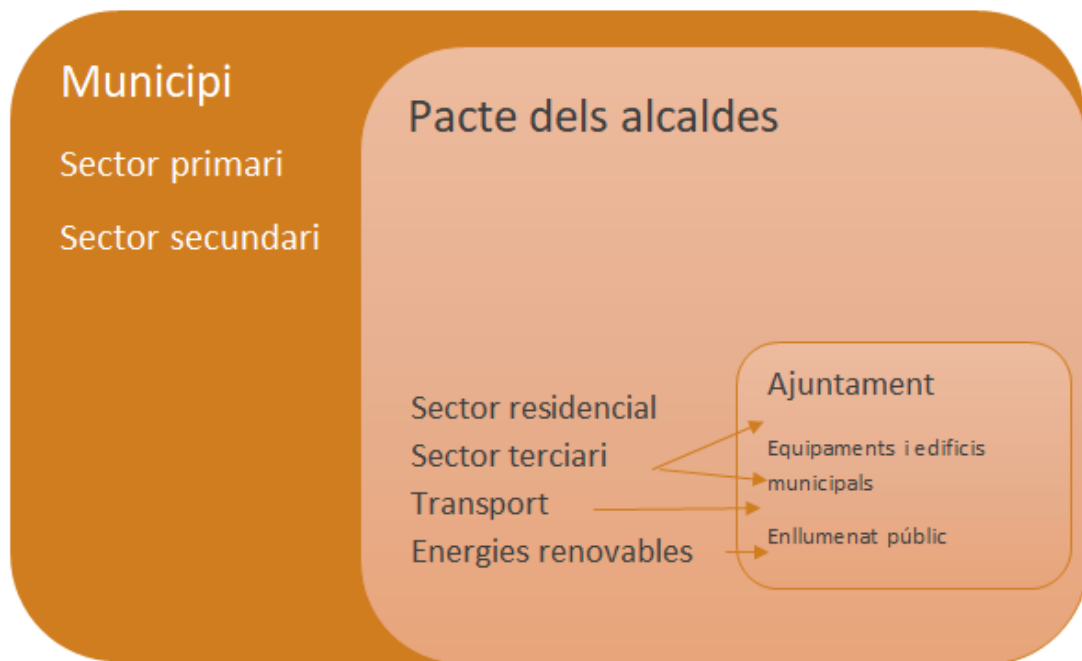 Municipi
Sector primari
Sector secundari
Pacte dels alcaldes
Sector residencial
Sector terciari
Transport
Energies renovables
Ajuntament
Equipaments i edificis
municipals
Enllumenat públic